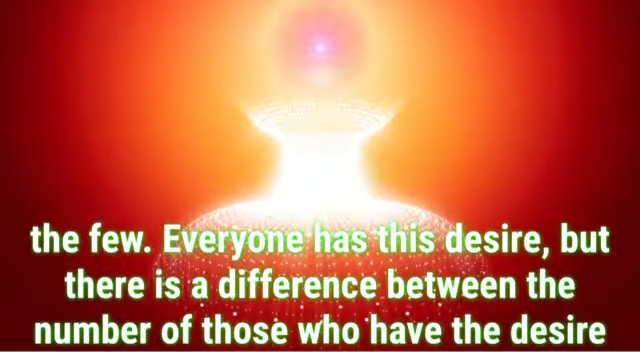 the few. Everyone has this desire, but
there is a difference between the
number of those who have the desire